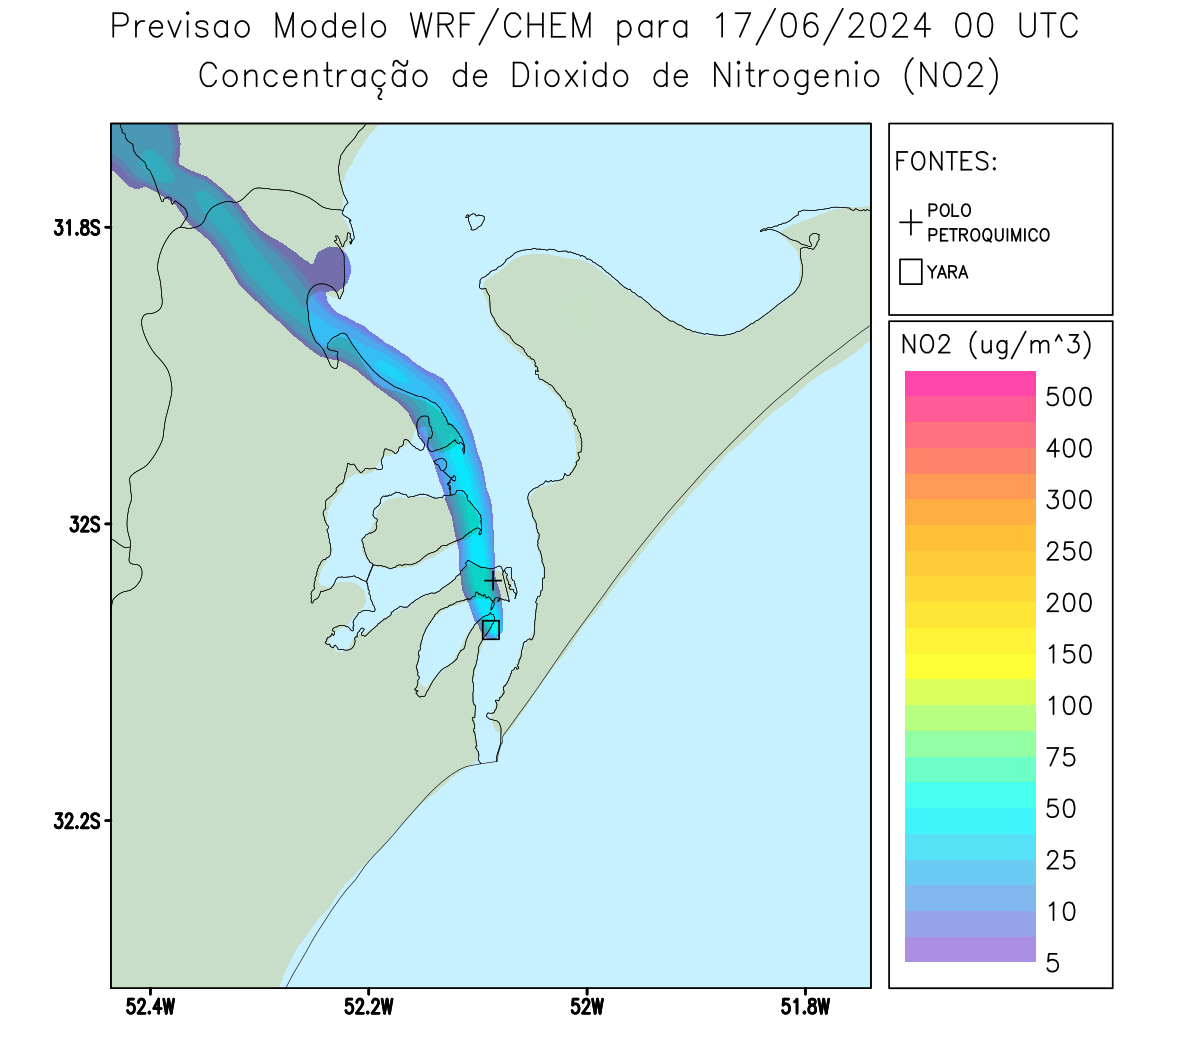 Previsao Modelo WRF/CHEM para 17/06/2024 00 UTC
Concentração de Dioxido de Nitrogenio (NO2)
FONTES:
POLO
PETROQUIMICO
YARA
NO2 (ug/m^3)
500
400
300
250
200
150
100
75
50
25
10
5
31.8S
32S
32.2S
52.4W
52.2W
52W
51.8W